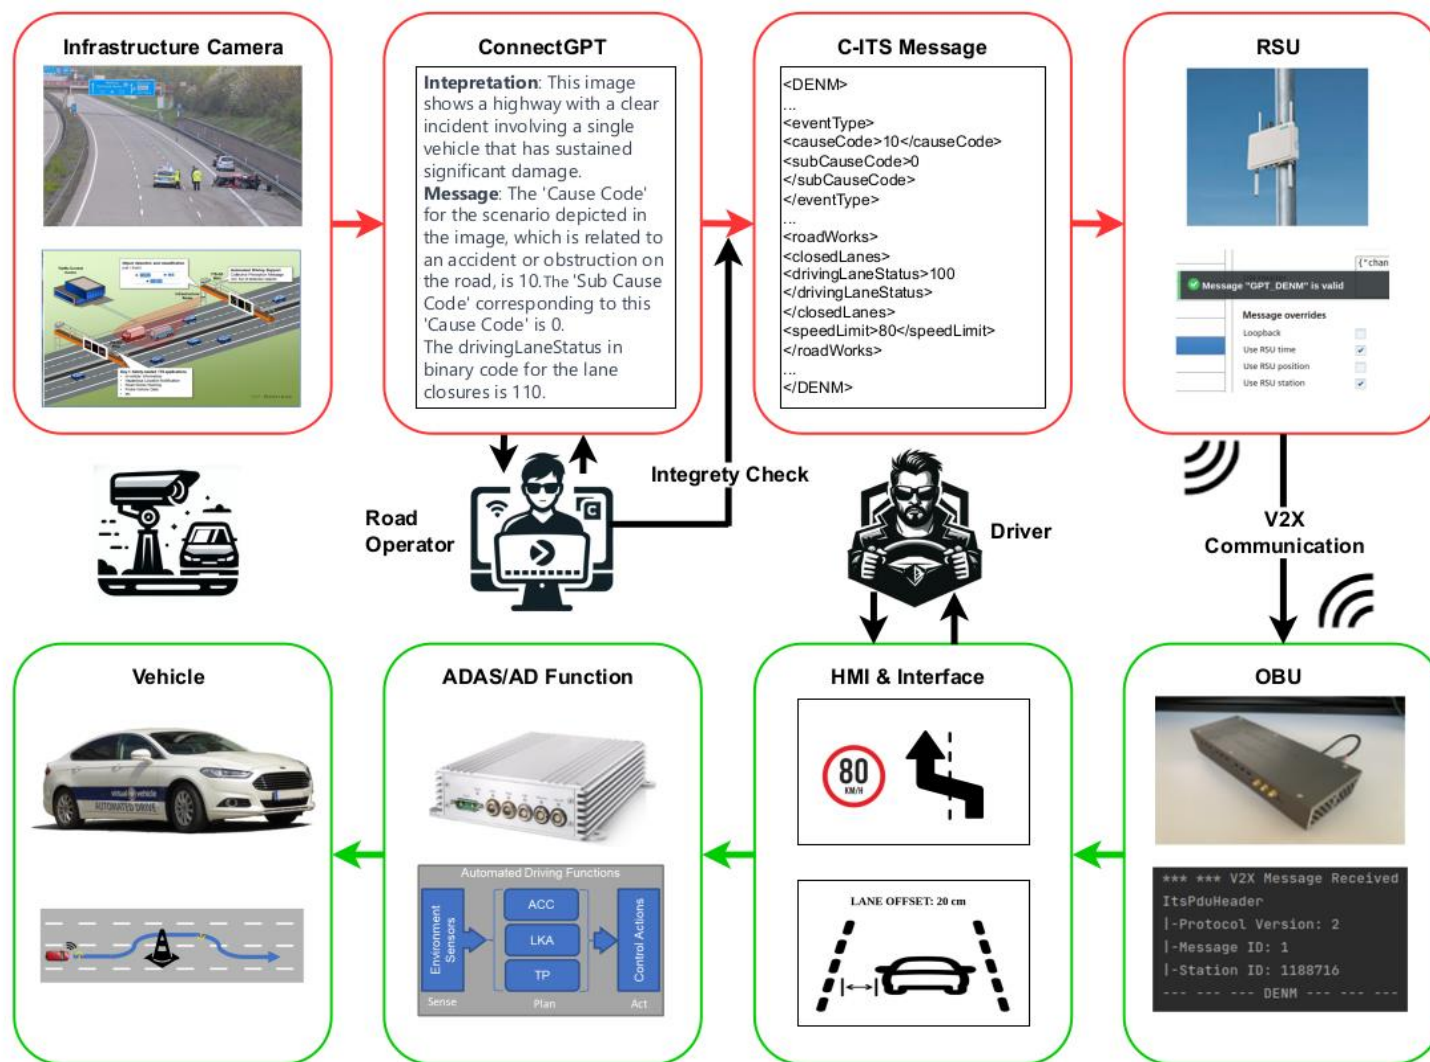 Infrastructure Camera
ConnectGPT
Intepretation: This image
shows a highway with a clear
incident involving a single
vehicle that has sustained
significant damage.
Message: The 'Cause Code'
for the scenario depicted in
the image, which is related to
an accident or obstruction on
the road, is 10.The 'Sub Cause
Code' corresponding to this
'Cause Code' is 0.
The drivingLaneStatus in
binary code for the lane
closures is 110.
C-ITS Message
<DENM>
...
<eventType>
<causeCode>10</causeCode>
<subCauseCode>0
</subCauseCode>
</eventType>
...
<roadWorks>
<closedLanes>
<drivingLaneStatus>100
</drivingLaneStatus>
</closedLanes>
<speedLimit>80</speedLimit>
</roadWorks>
...
</DENM>
RSU
{"chan
Message "GPT_DENM" is valid
Message overrides
Loopback
Use RSU time
Use RSU position
Use RSU station
Road
Operator
Integrety Check
Driver
V2X
Communication
Vehicle
virtual vehicle
AUTOMATED DRIVE
ADAS/AD Function
Automated Driving Functions
Environment
Sensors
ACC
LKA
TP
Control Actions
Sense
Plan
Act
HMI & Interface
80
KM/H
LANE OFFSET: 20 cm
OBU
*** *** V2X Message Received
ItsPduHeader
|-Protocol Version: 2
|-Message ID: 1
|-Station ID: 1188716
--- --- --- DENM --- --- ---